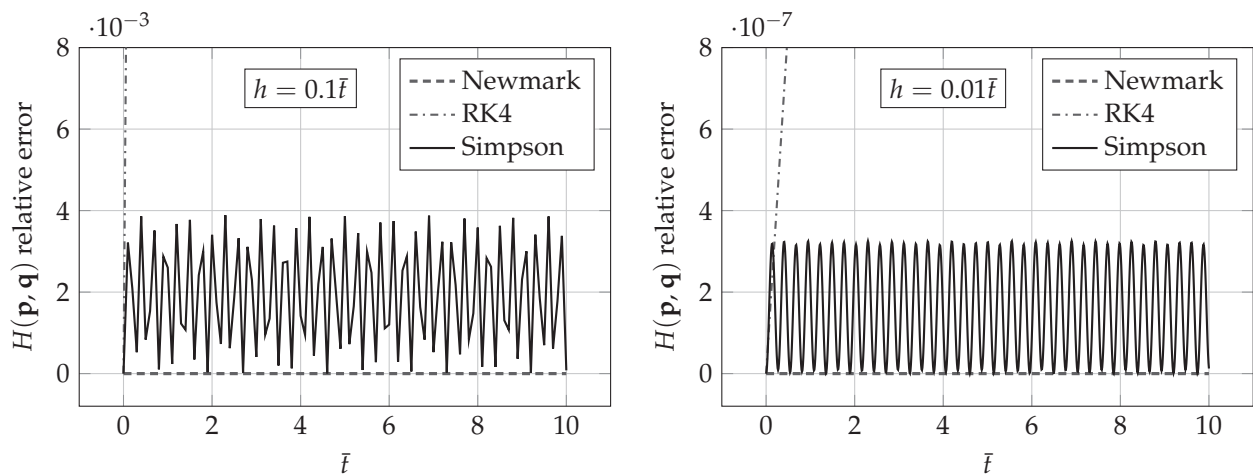 ·10⁻³
8
6
4
2
0
H(p, q) relative error
h = 0.1t̄
Newmark
RK4
Simpson
0 2 4 6 8 10
t̄
·10⁻⁷
8
6
4
2
0
H(p, q) relative error
h = 0.01t̄
Newmark
RK4
Simpson
0 2 4 6 8 10
t̄